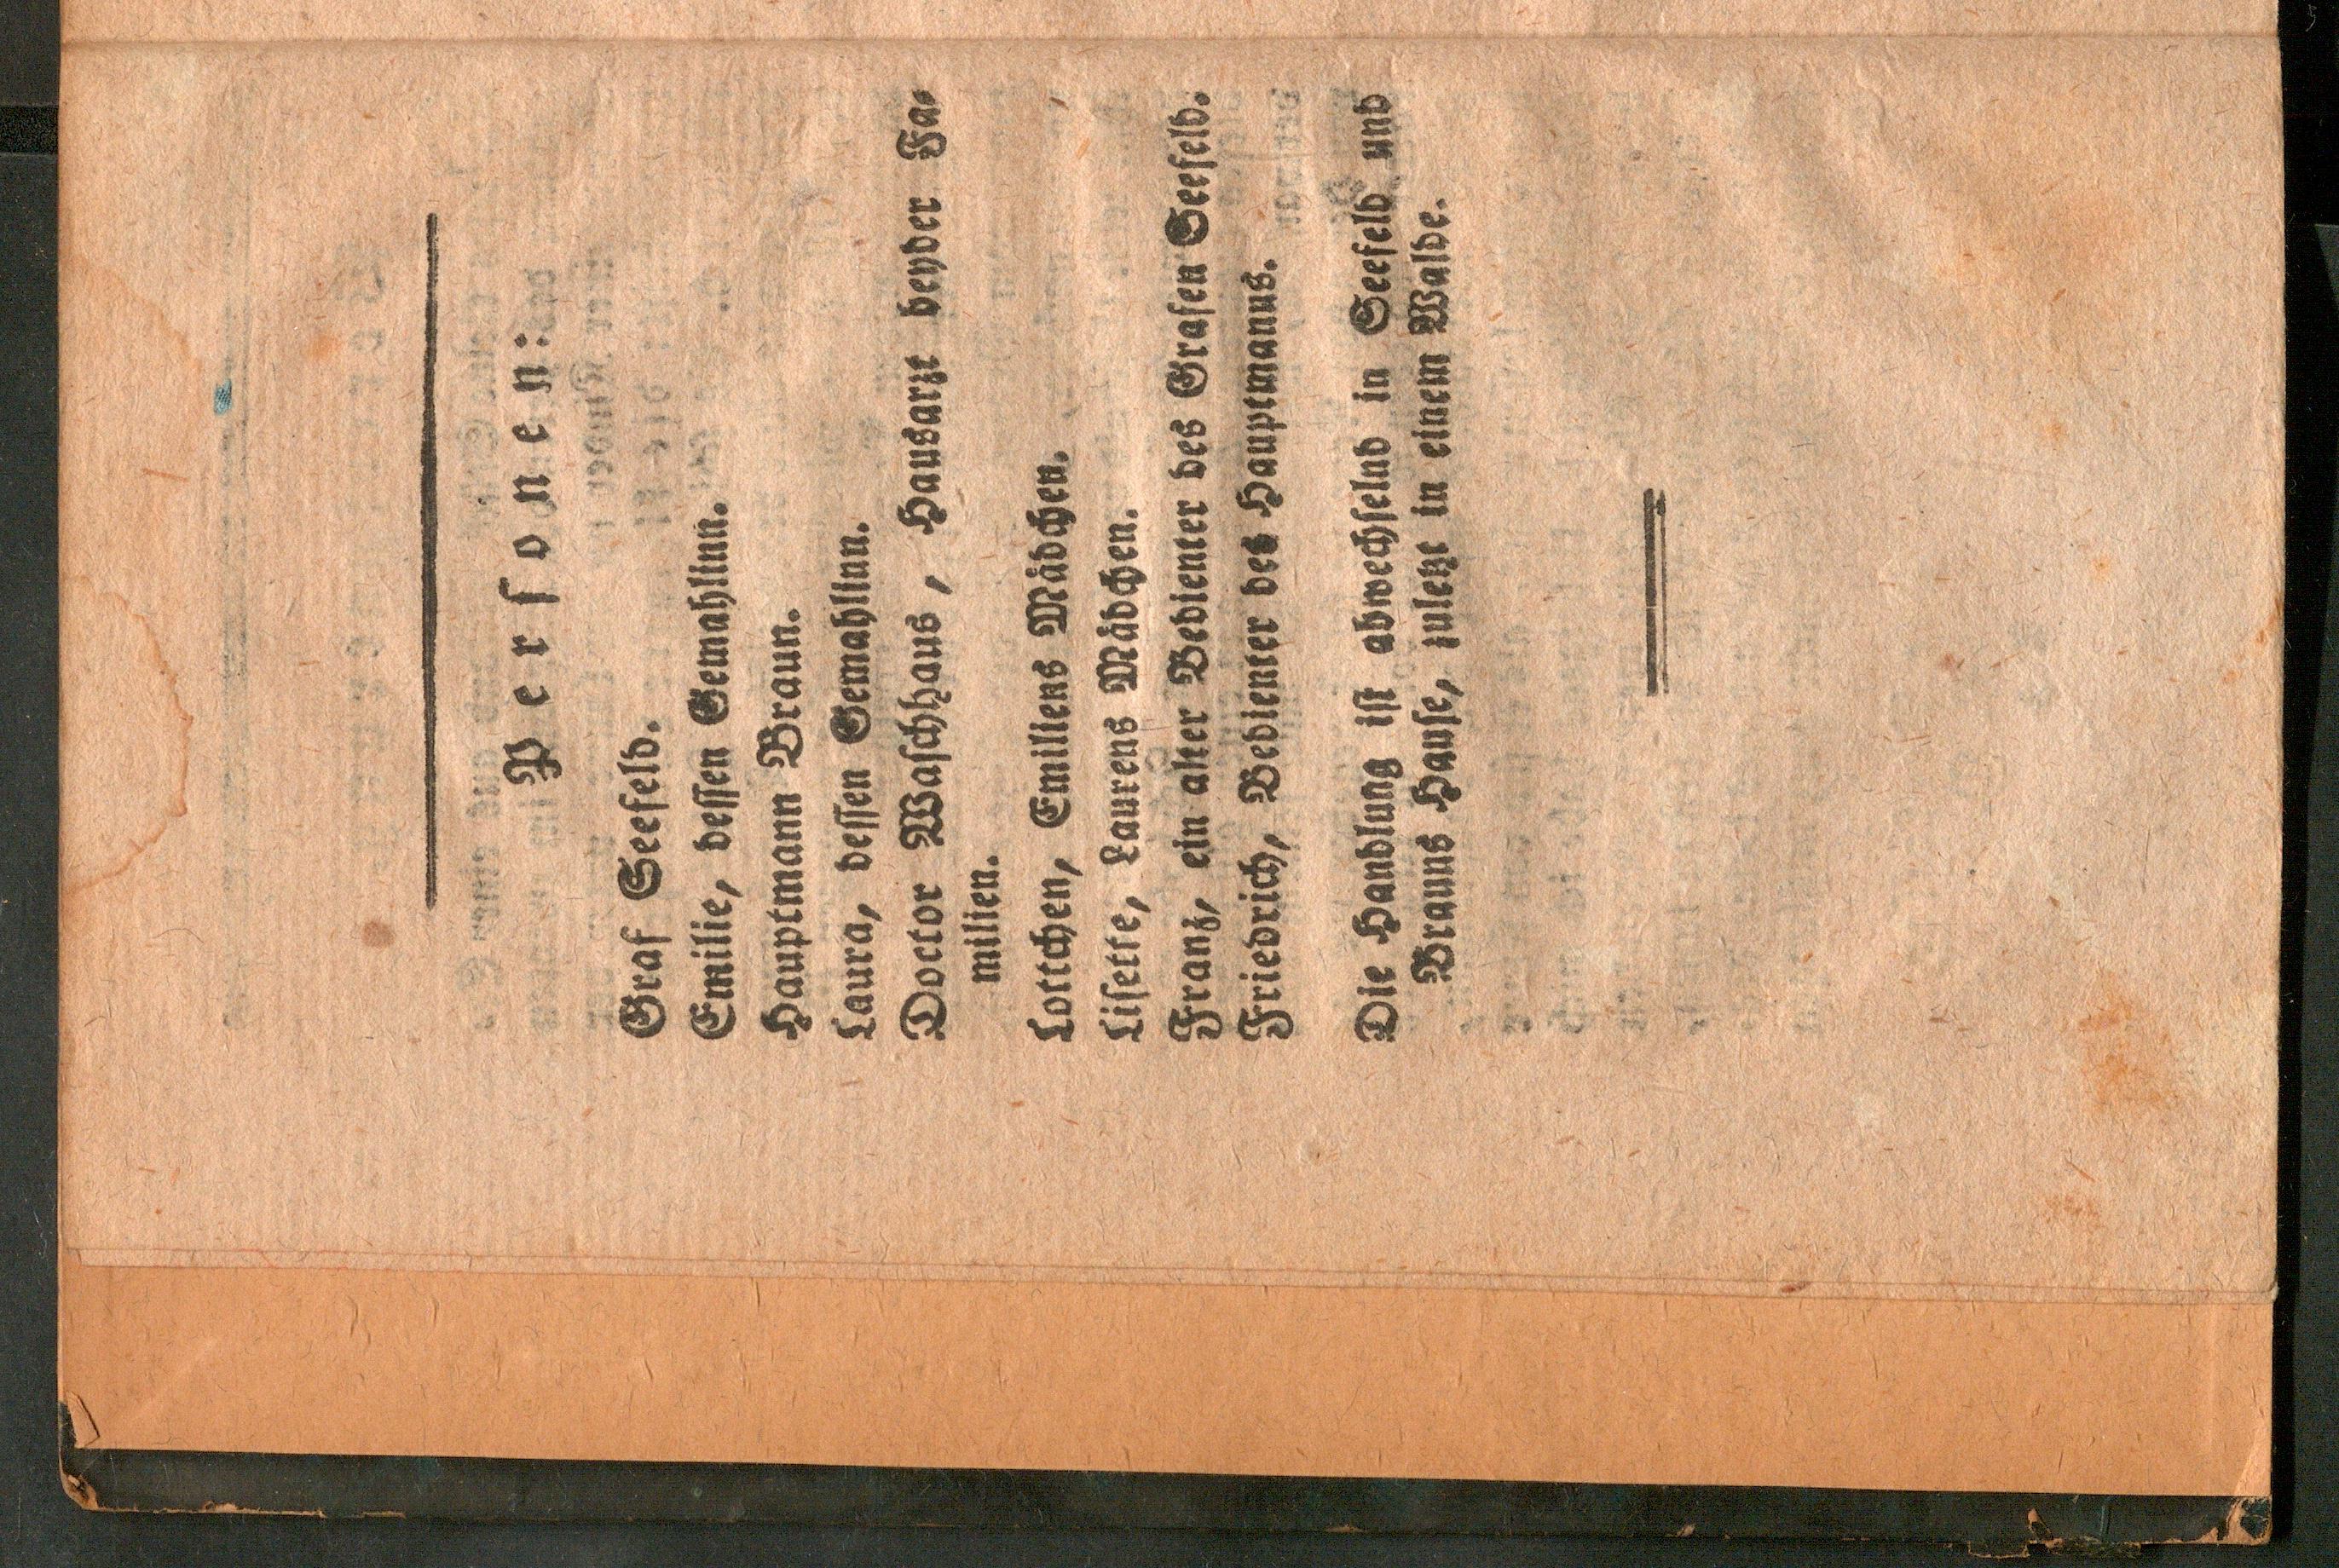 Perſonen:
Graf Seefeld.
Emilie, deſſen Gemahlinn.
Hauptmann Braun.
Laura, deſſen Gemahlinn.
Doctor Waſchhaus, Hausarzt beyder Fa-
milien.
Lottchen, Emiliens Mädchen.
Liſette, Laurens Mädchen.
Franz, ein alter Bedienter des Grafen Seefeld.
Friedrich, Bedienter des Hauptmanns.
Die Handlung iſt abwechſelnd in Seefeld und
Brauns Hauſe, zuletzt in einem Walde.